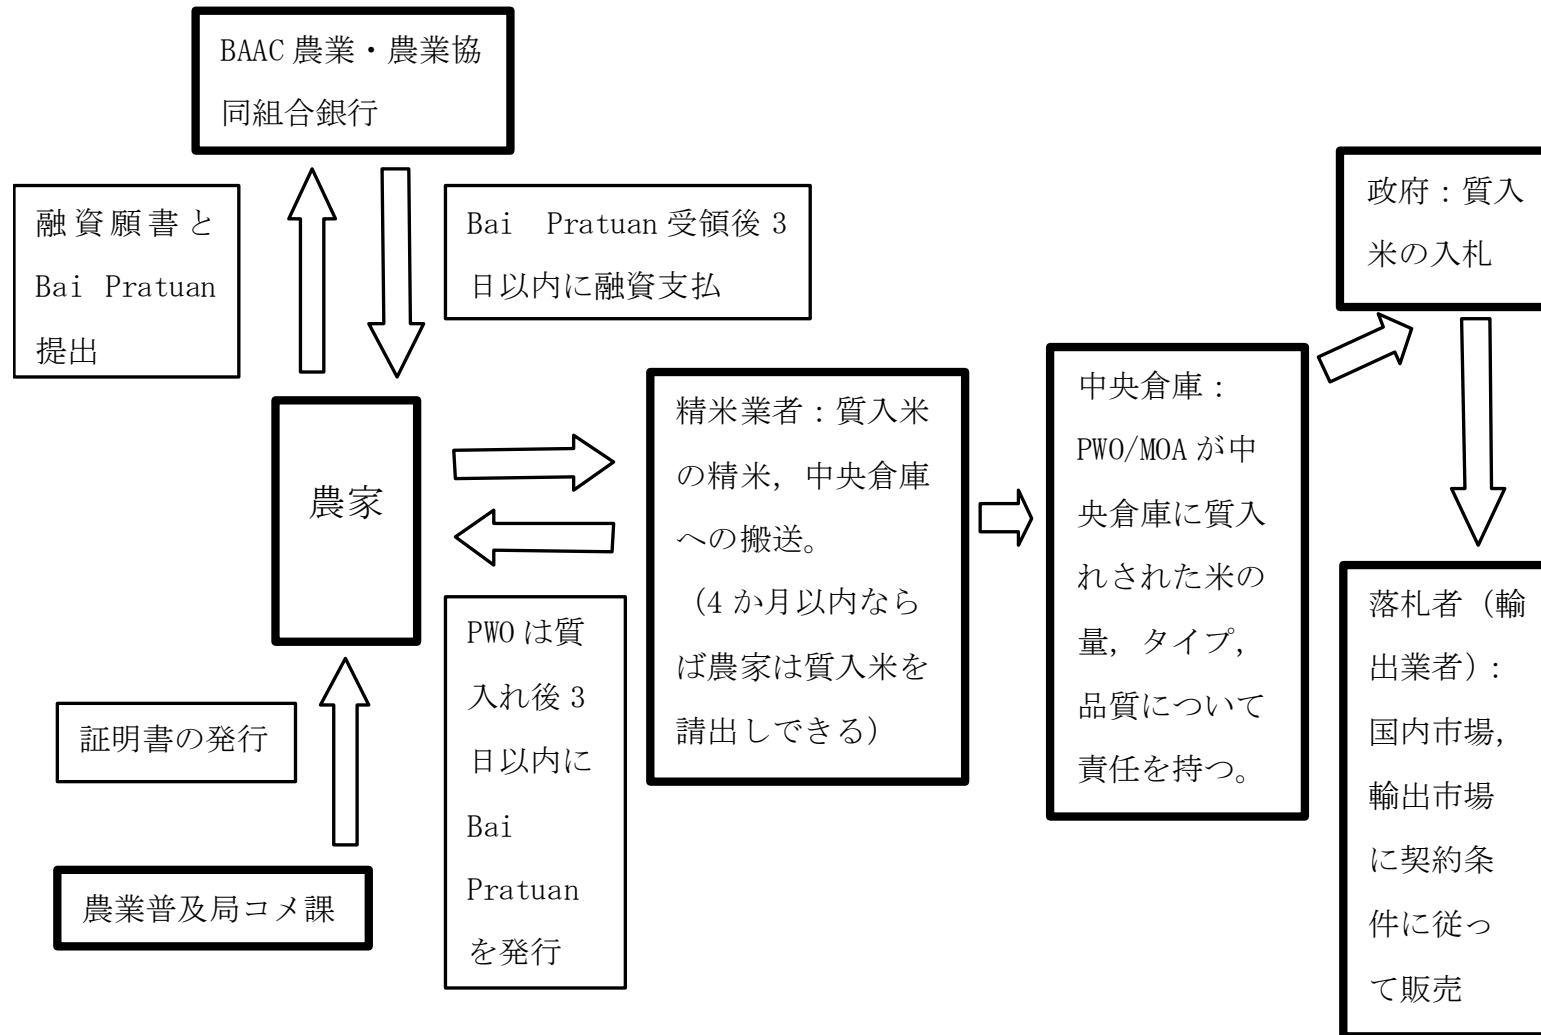 BAAC 農業・農業協
同組合銀行
融資願書と
Bai Pratuan
提出
Bai Pratuan 受領後 3
日以内に融資支払
政府：質入
米の入札
農家
精米業者：質入米
の精米，中央倉庫
への搬送。
（4 か月以内なら
ば農家は質入米を
請出しできる）
中央倉庫：
PWO/MOA が中
央倉庫に質入
れされた米の
量，タイプ，
品質について
責任を持つ。
証明書の発行
農業普及局コメ課
PWO は質
入れ後 3
日以内に
Bai
Pratuan
を発行
落札者（輸
出業者）：
国内市場，
輸出市場
に契約条
件に従っ
て販売